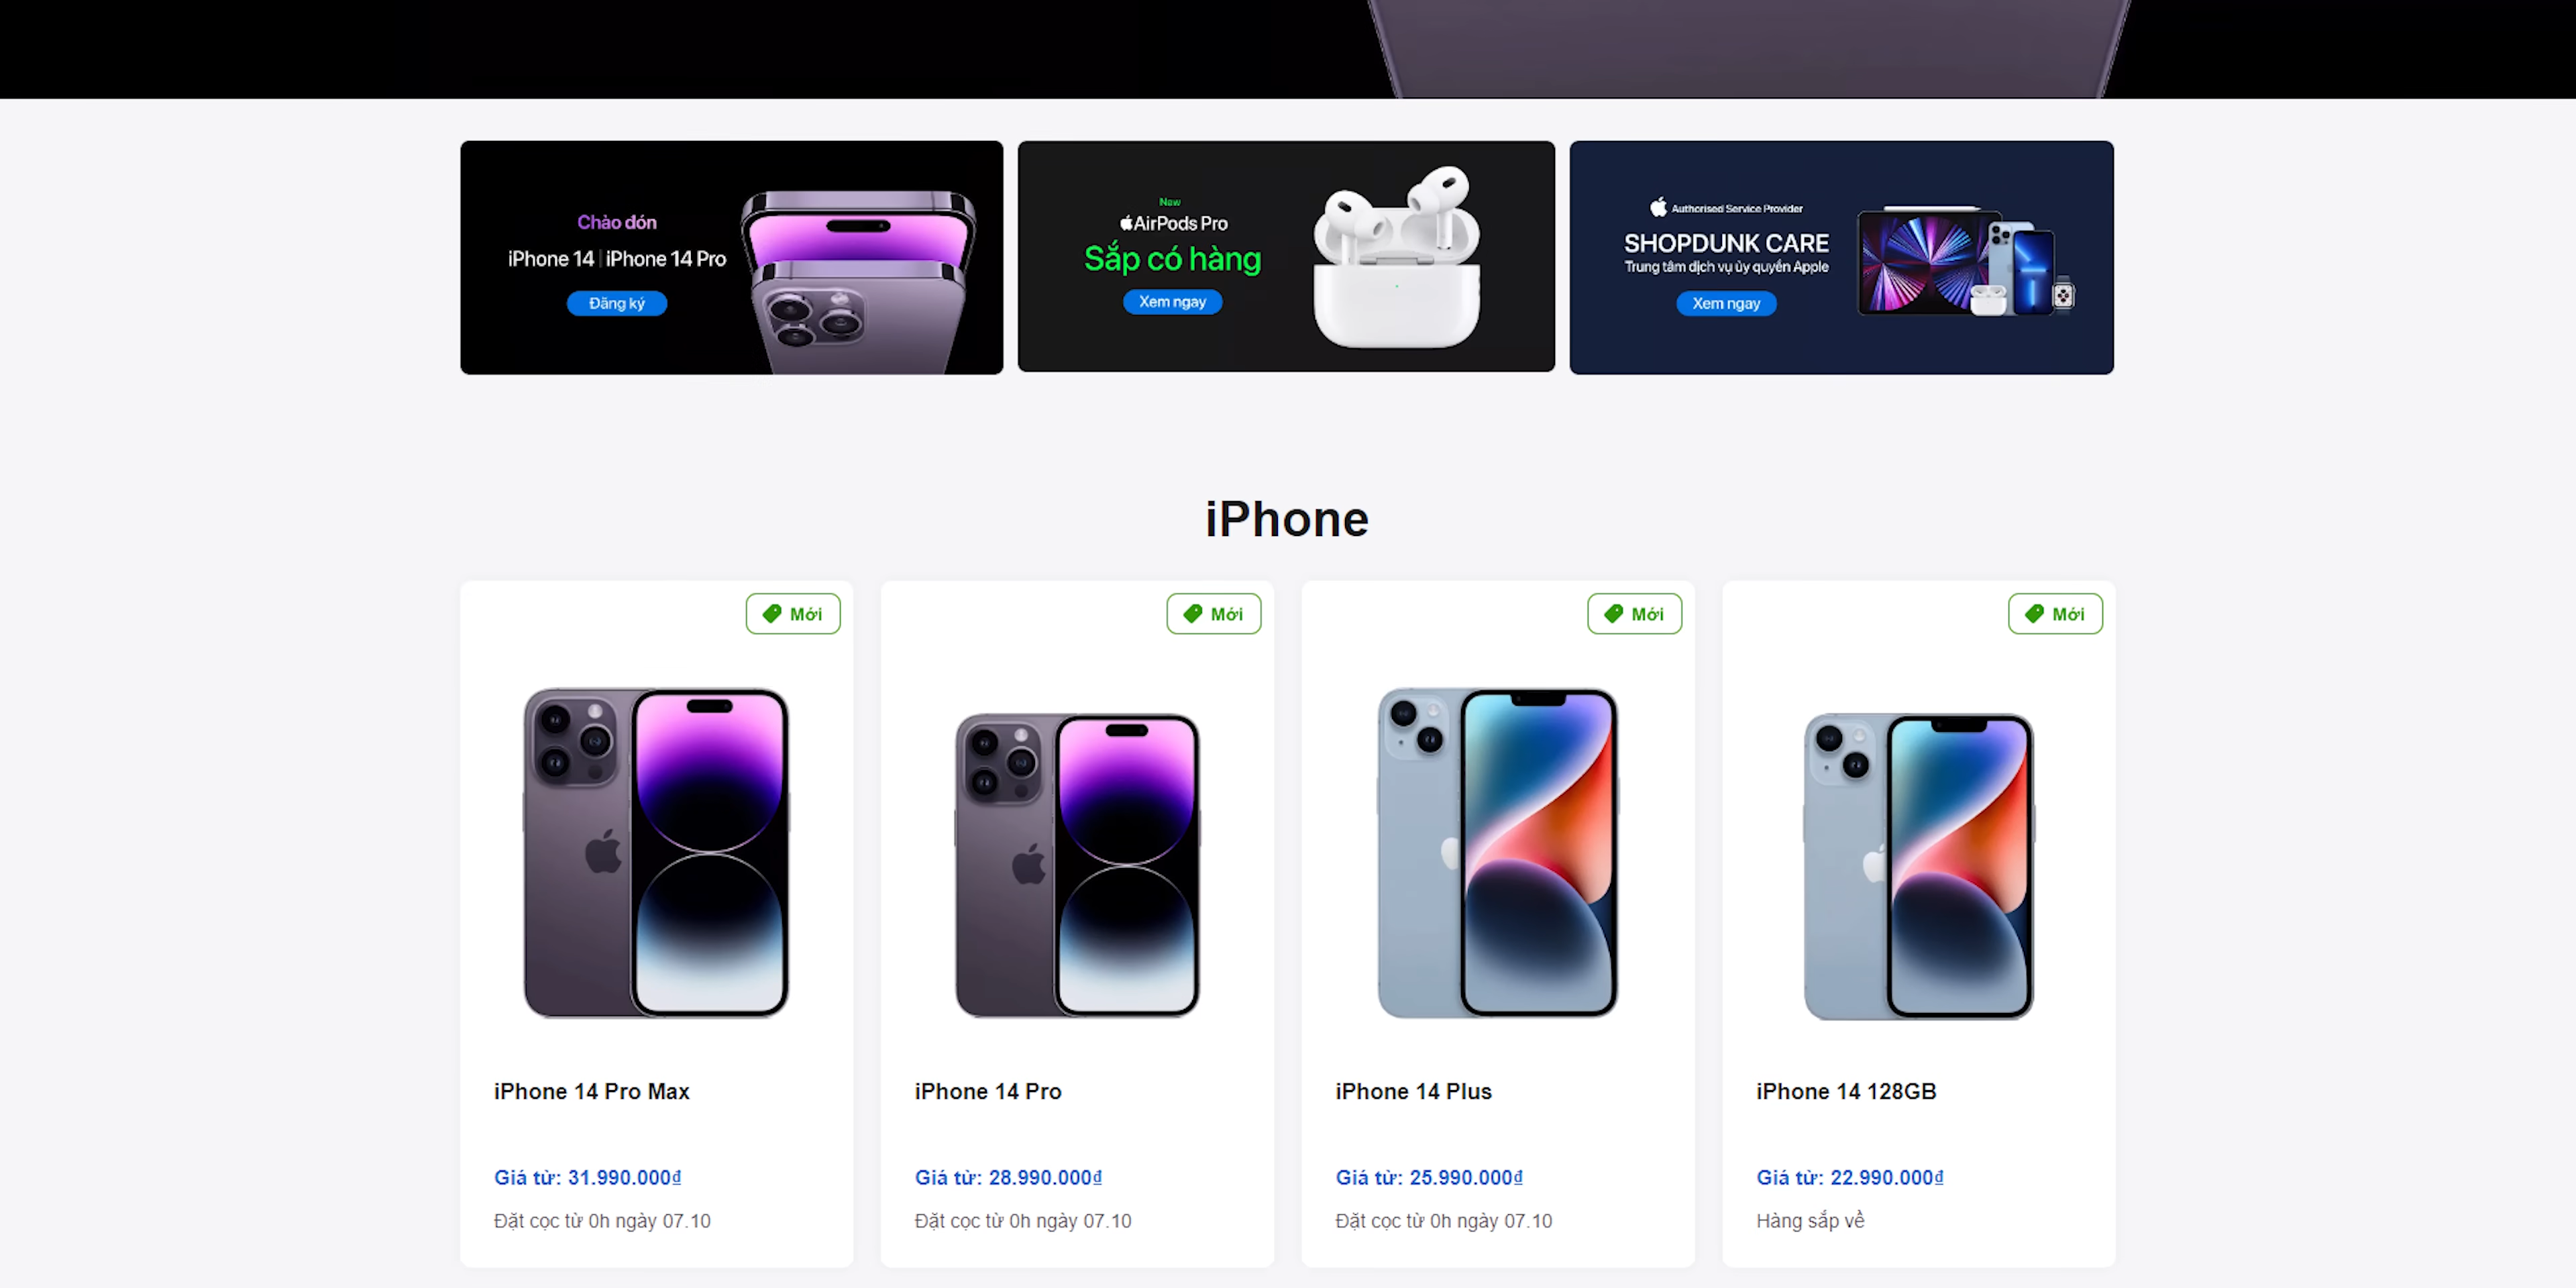 Chào đón
iPhone 14 | iPhone 14 Pro
Đăng ký
New
AirPods Pro
Sắp có hàng
Xem ngay
Authorised Service Provider
SHOPDUNK CARE
Trung tâm dịch vụ ủy quyền Apple
Xem ngay
iPhone
Mới
Mới
Mới
Mới
iPhone 14 Pro Max
Giá từ: 31.990.000₫
Đặt cọc từ 0h ngày 07.10
iPhone 14 Pro
Giá từ: 28.990.000₫
Đặt cọc từ 0h ngày 07.10
iPhone 14 Plus
Giá từ: 25.990.000₫
Đặt cọc từ 0h ngày 07.10
iPhone 14 128GB
Giá từ: 22.990.000₫
Hàng sắp về